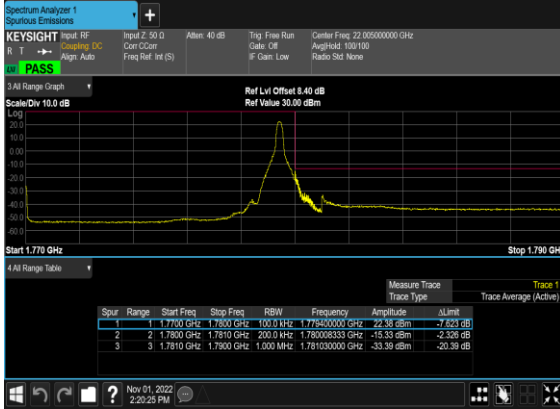 Spectrum Analyzer 1
Spurious Emissions
KEYSIGHT Input: RF Input Z: 50 Ω Atten: 40 dB Trig: Free Run Center Freq: 22.005000000 GHz
R T Coupling: DC Corr CCorr Gate: Off Avg|Hold: 100/100
Align: Auto Freq Ref: Int (S) IF Gain: Low Radio Std: None
PASS
3 All Range Graph
Ref Lvl Offset 8.40 dB
Scale/Div 10.0 dB Ref Value 30.00 dBm
Log
20.0
10.0
0.00
-10.0
-20.0
-30.0
-40.0
-50.0
-60.0
Start 1.770 GHz Stop 1.790 GH
4 All Range Table
Measure Trace Trace 1
Trace Type Trace Average (Active)
Spur Range Start Freq Stop Freq RBW Frequency Amplitude ΔLimit
1 1 1.7700 GHz 1.7800 GHz 100.0 kHz 1.779400000 GHz 22.38 dBm -7.623 dB
2 2 1.7800 GHz 1.7810 GHz 200.0 kHz 1.780008333 GHz -15.33 dBm -2.326 dB
3 3 1.7810 GHz 1.7900 GHz 1.000 MHz 1.781030000 GHz -33.39 dBm -20.39 dB
Nov 01, 2022
2:20:25 PM